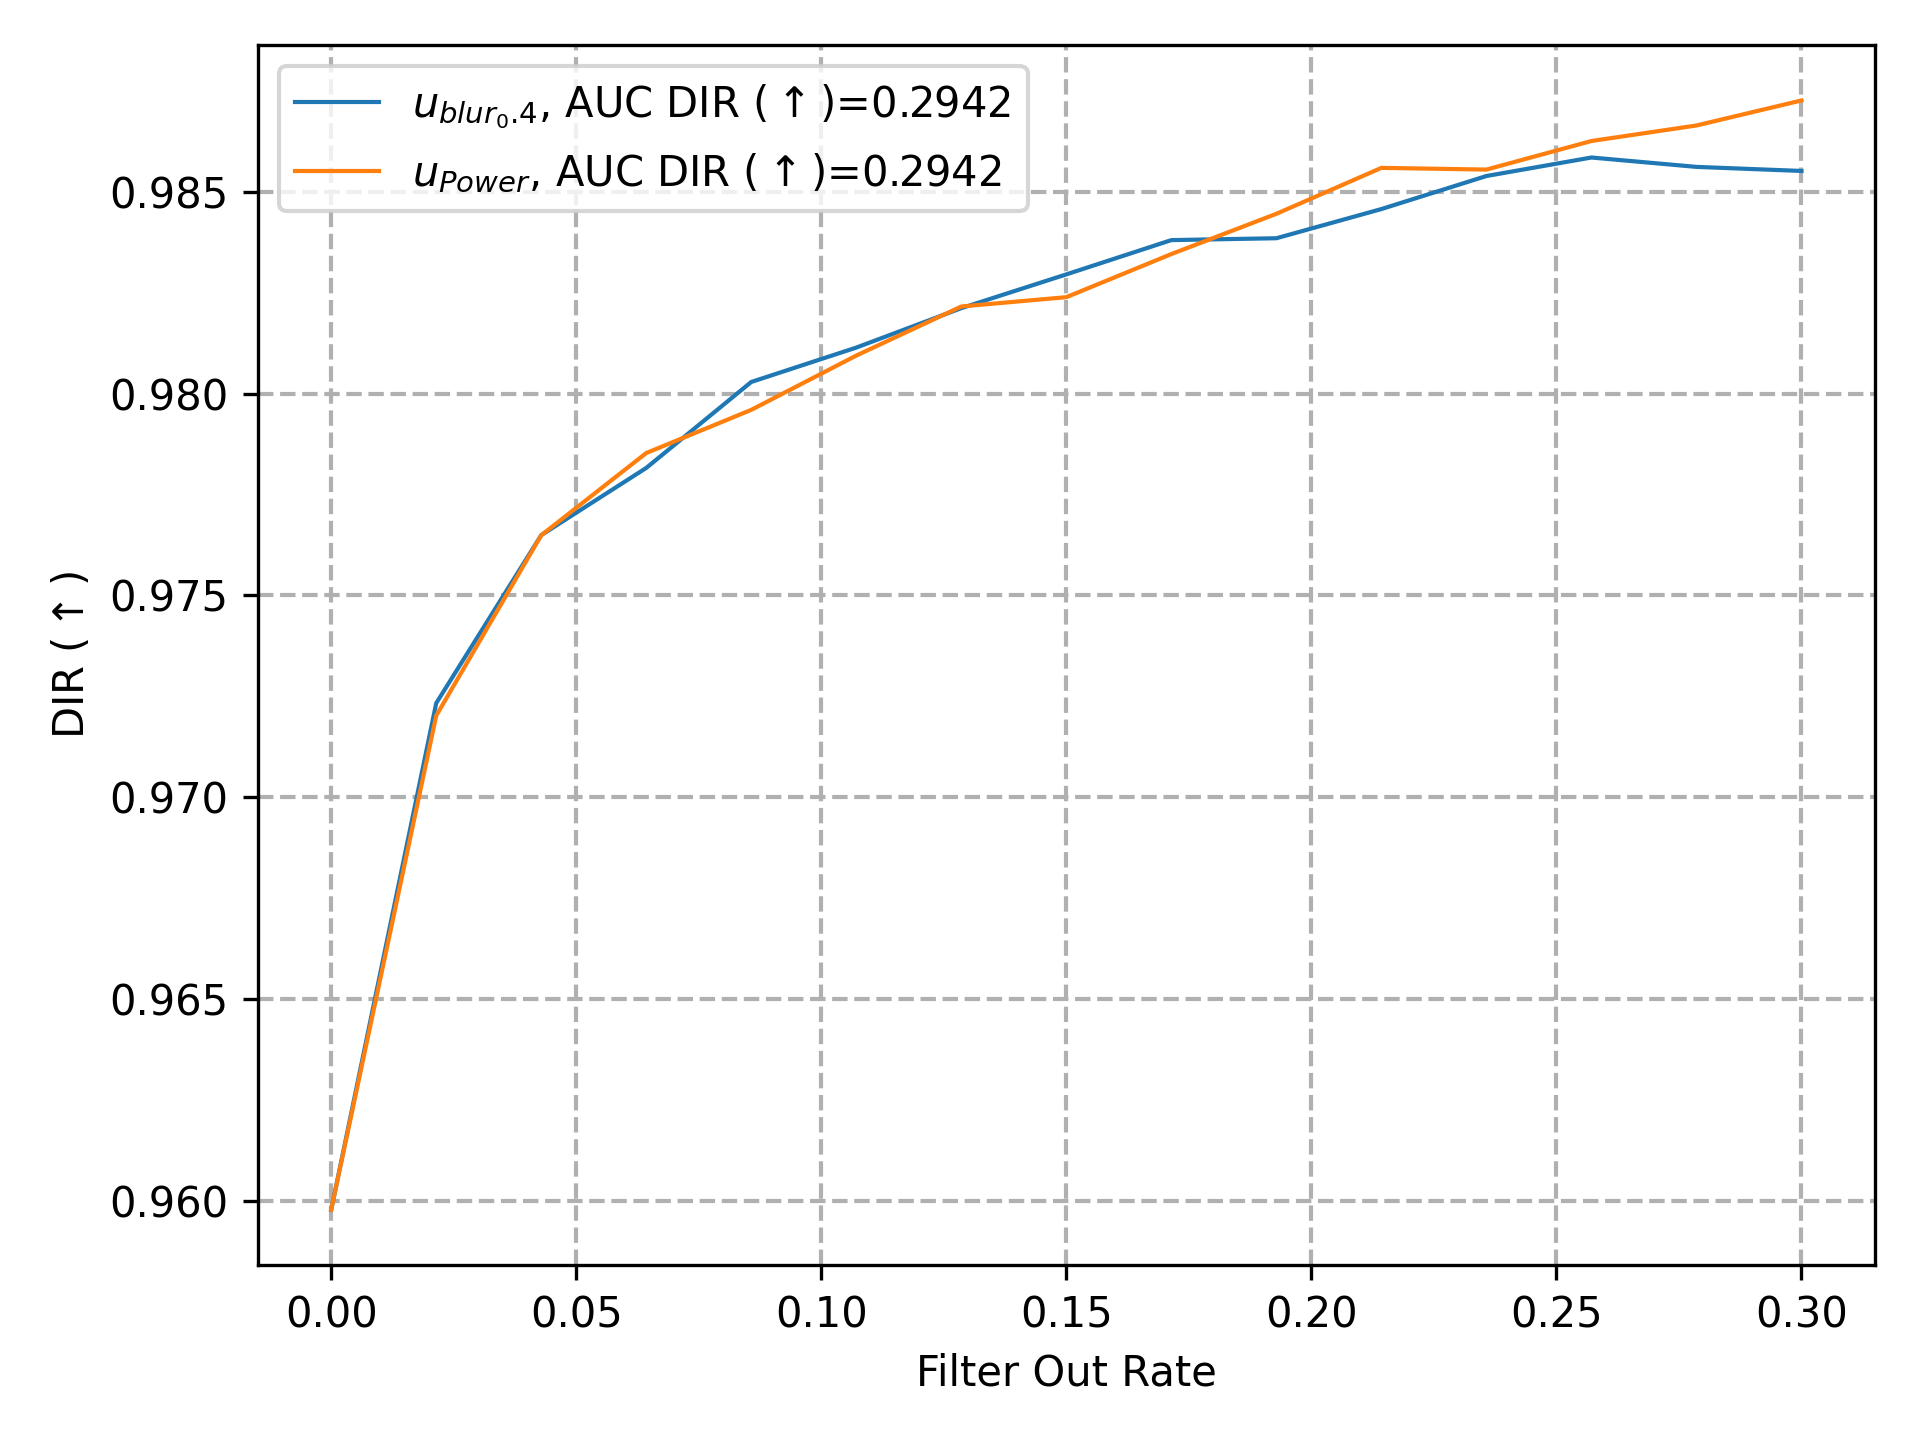 u_{blur_0.4}, AUC DIR (↑)=0.2942
u_{Power}, AUC DIR (↑)=0.2942
0.985
0.980
0.975
0.970
0.965
0.960
DIR (↑)
0.00 0.05 0.10 0.15 0.20 0.25 0.30
Filter Out Rate